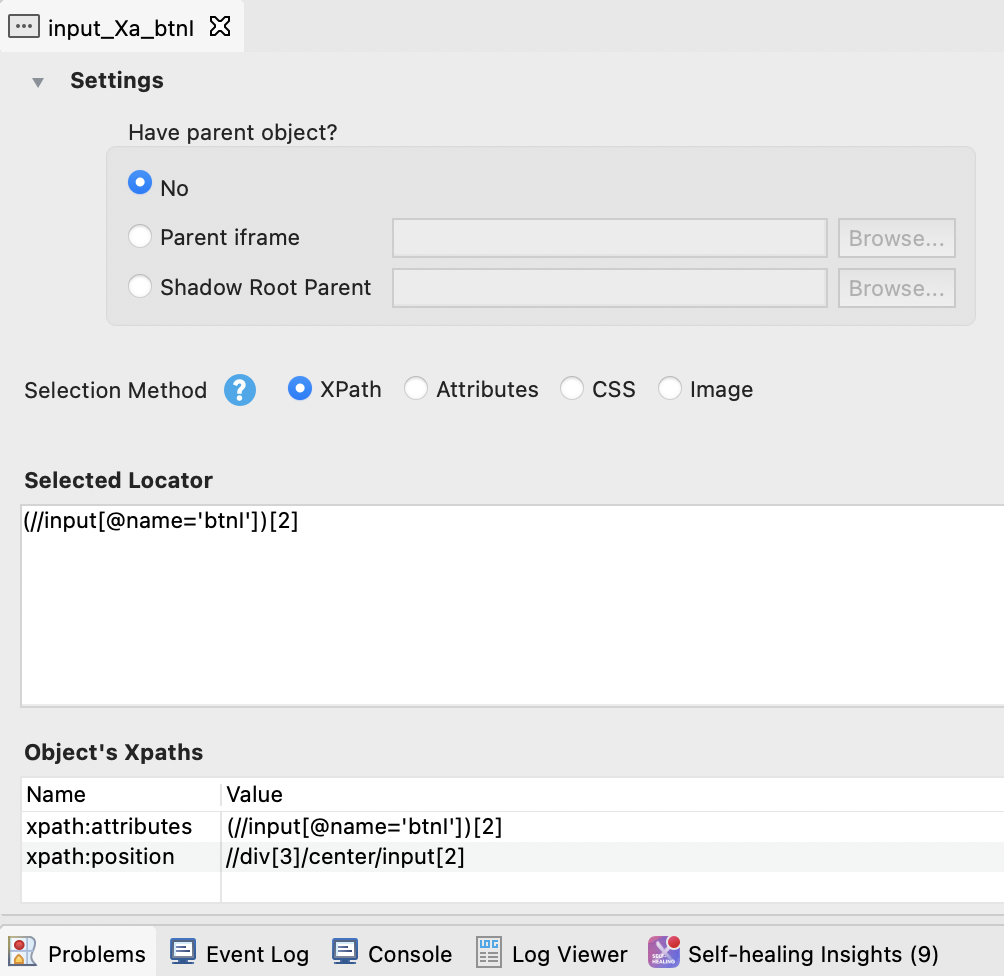 input_Xa_btnI
Settings
Have parent object?
No
Parent iframe Browse...
Shadow Root Parent Browse...
Selection Method ? XPath Attributes CSS Image
Selected Locator
(//input[@name='btnI'])[2]
Object's Xpaths
Name Value
xpath:attributes (//input[@name='btnI'])[2]
xpath:position //div[3]/center/input[2]
Problems Event Log Console LOG Log Viewer SELF-HEALING Self-healing Insights (9)